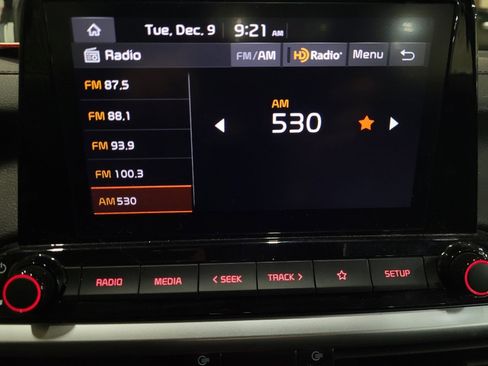 Tue, Dec. 9 9:21 AM
Radio FM/AM HD Radio Menu
FM 87.5
FM 88.1
FM 93.9
FM 100.3
AM 530
AM
530
RADIO MEDIA < SEEK TRACK > SETUP